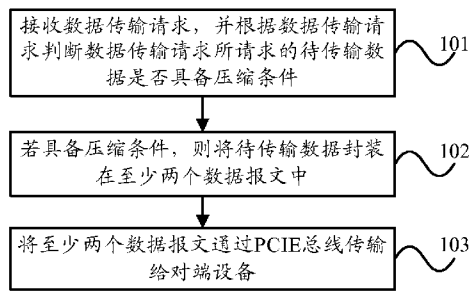 接收数据传输请求，并根据数据传输请
求判断数据传输请求所请求的待传输数
据是否具备压缩条件
101
若具备压缩条件，则将待传输数据封装
在至少两个数据报文中
102
将至少两个数据报文通过PCIE总线传输
给对端设备
103